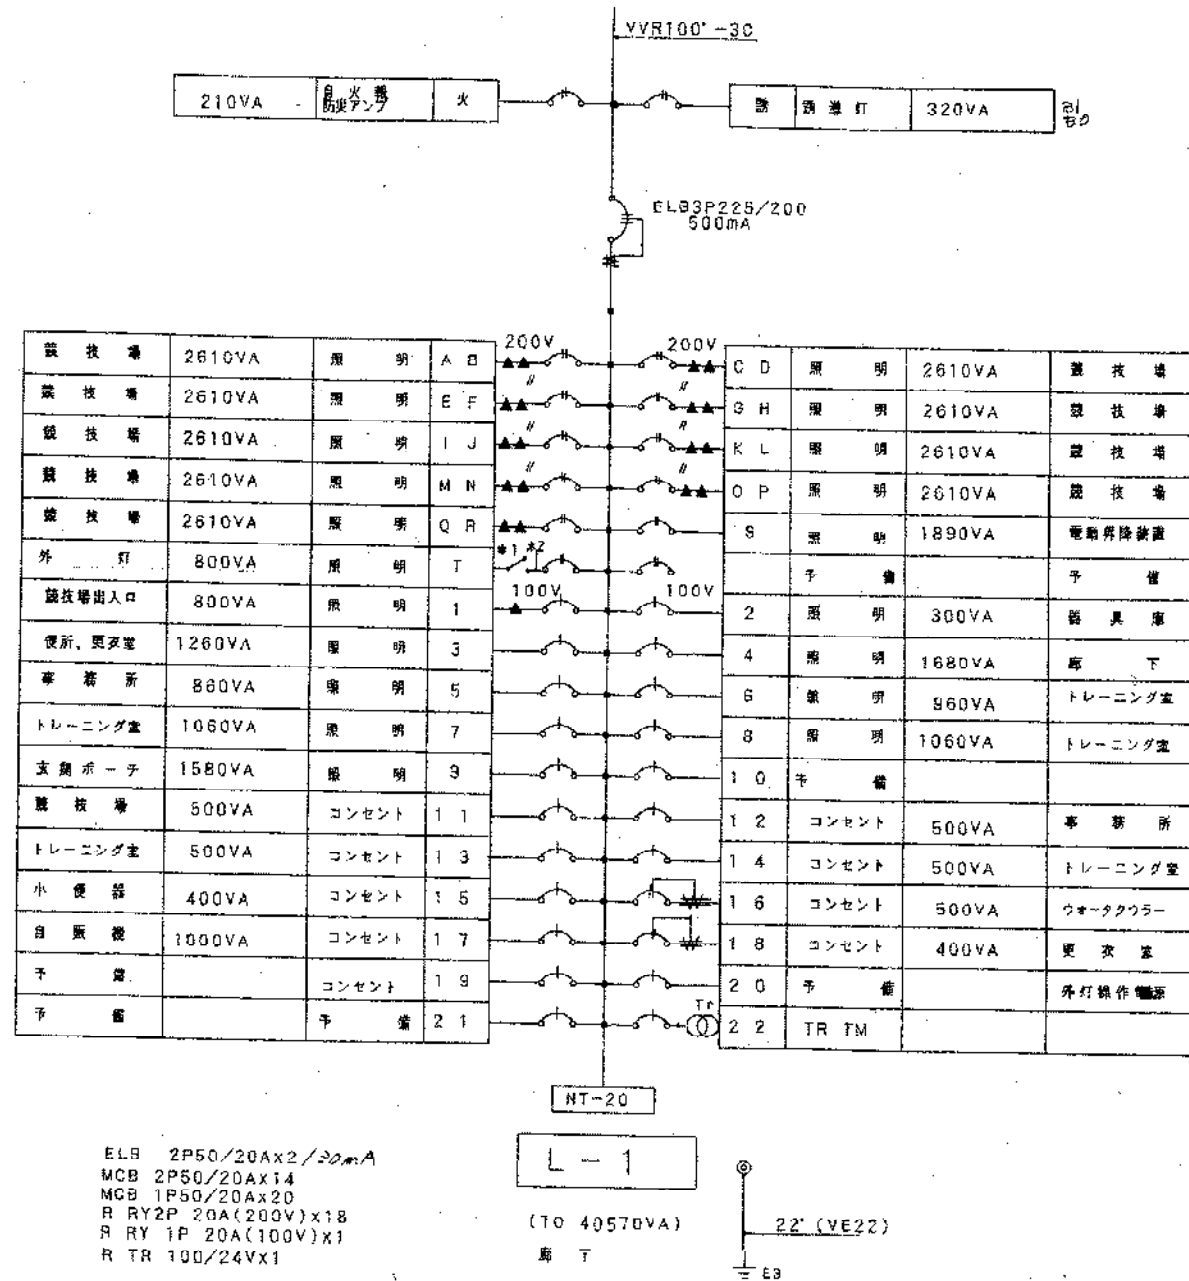 VVR100° -3C
210VA 自火報 防災アンプ 火
誘 誘導灯 320VA
ELB3P225/200
500mA
200V 200V
競技場 2610VA 照明 A B
C D 照明 2610VA 競技場
競技場 2610VA 照明 E F
G H 照明 2610VA 競技場
競技場 2610VA 照明 I J
K L 照明 2610VA 競技場
競技場 2610VA 照明 M N
O P 照明 2610VA 競技場
競技場 2610VA 照明 Q R
S 照明 1890VA 電動昇降装置
外灯 800VA 照明 T *1 *2
予備 予備
100V 100V
競技場出入口 800VA 照明 1
2 照明 300VA 器具庫
便所、更衣室 1260VA 照明 3
4 照明 1680VA 廊下
事務所 860VA 照明 5
6 照明 960VA トレーニング室
トレーニング室 1060VA 照明 7
8 照明 1060VA トレーニング室
玄関ポーチ 1580VA 照明 9
10 予備
競技場 500VA コンセント 11
12 コンセント 500VA 事務所
トレーニング室 500VA コンセント 13
14 コンセント 500VA トレーニング室
小便器 400VA コンセント 15
16 コンセント 500VA ウォータクウラー
自販機 1000VA コンセント 17
18 コンセント 400VA 更衣室
予備 コンセント 19
20 予備 外灯操作電源
予備 予備 21
Tr
22 TR TM
NT-20
L-1
(TO 40570VA)
廊下
ELB 2P50/20Ax2/30mA
MCB 2P50/20Ax14
MCB 1P50/20Ax20
R RY2P 20A(200V)x18
R RY 1P 20A(100V)x1
R TR 100/24Vx1
22° (VE22)
E3